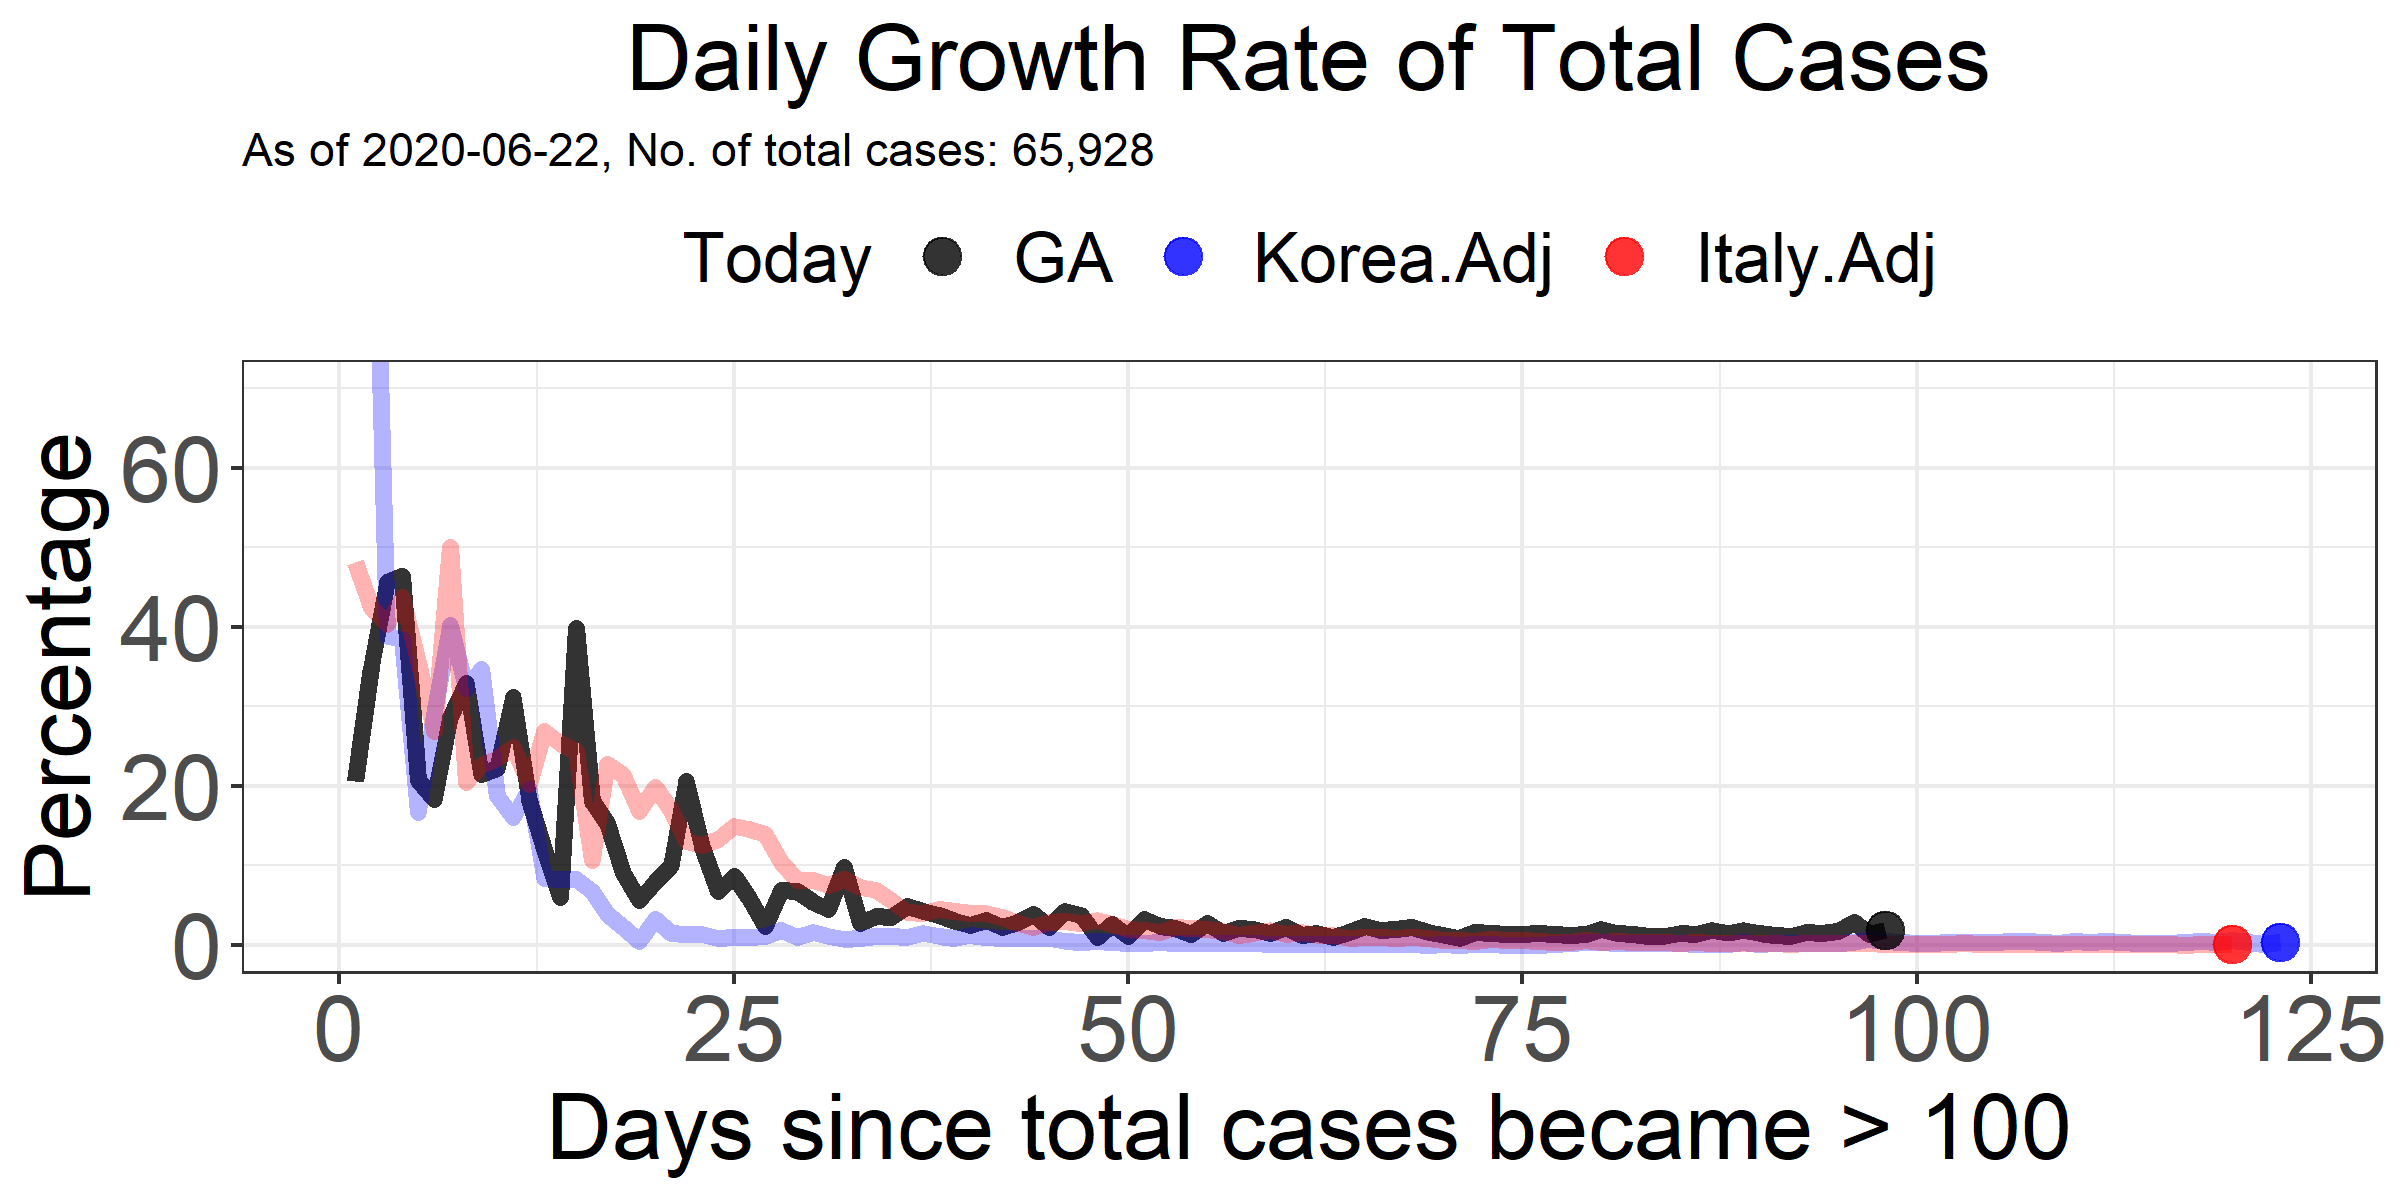 Daily Growth Rate of Total Cases
As of 2020-06-22, No. of total cases: 65,928
Today GA Korea.Adj Italy.Adj
Percentage
60
40
20
0
0 25 50 75 100 125
Days since total cases became > 100